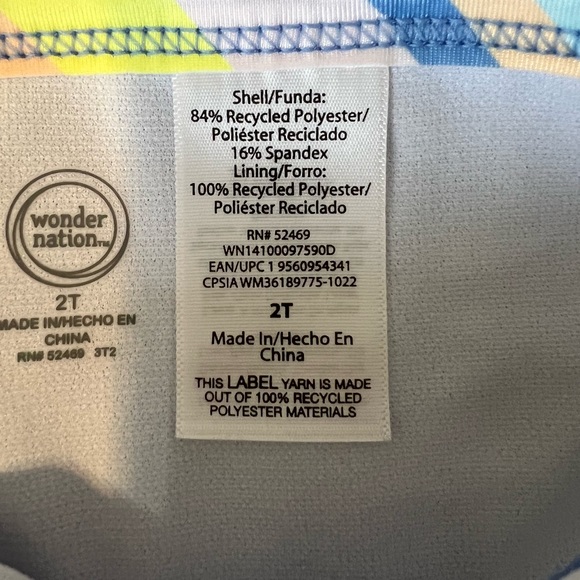 Shell/Funda:
84% Recycled Polyester/
Poliéster Reciclado
16% Spandex
Lining/Forro:
100% Recycled Polyester/
Poliéster Reciclado
RN# 52469
WN14100097590D
EAN/UPC 1 9560954341
CPSIA WM36189775-1022
2T
Made In/Hecho En
China
THIS LABEL YARN IS MADE
OUT OF 100% RECYCLED
POLYESTER MATERIALS
wonder
nation™
2T
MADE IN/HECHO EN
CHINA
RN# 52469 3T2